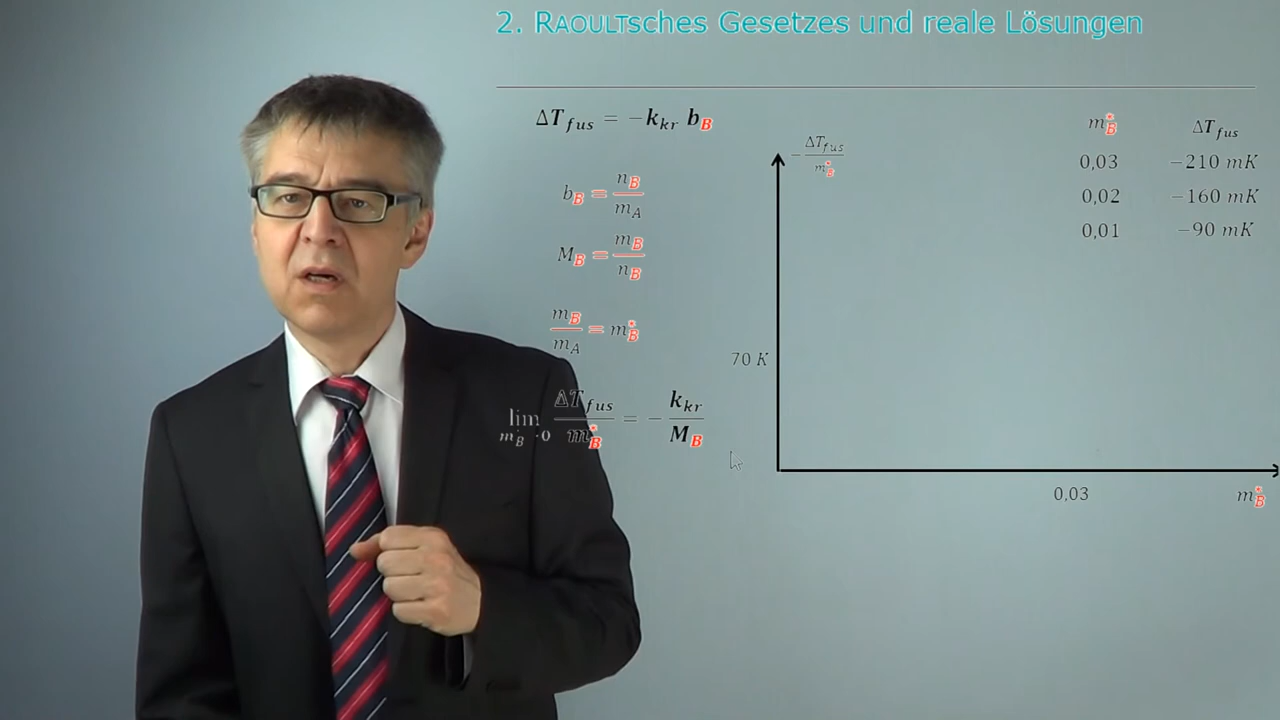 2. RAOULTsches Gesetzes und reale Lösungen
ΔT_fus = −k_kr b_B
b_B = n_B / m_A
M_B = m_B / n_B
m_B / m_A = m*_B
lim m*_B→0 ΔT_fus / m*_B = − k_kr / M_B
− ΔT_fus / m*_B
70 K
0,03
m*_B
m*_B ΔT_fus
0,03 −210 mK
0,02 −160 mK
0,01 −90 mK